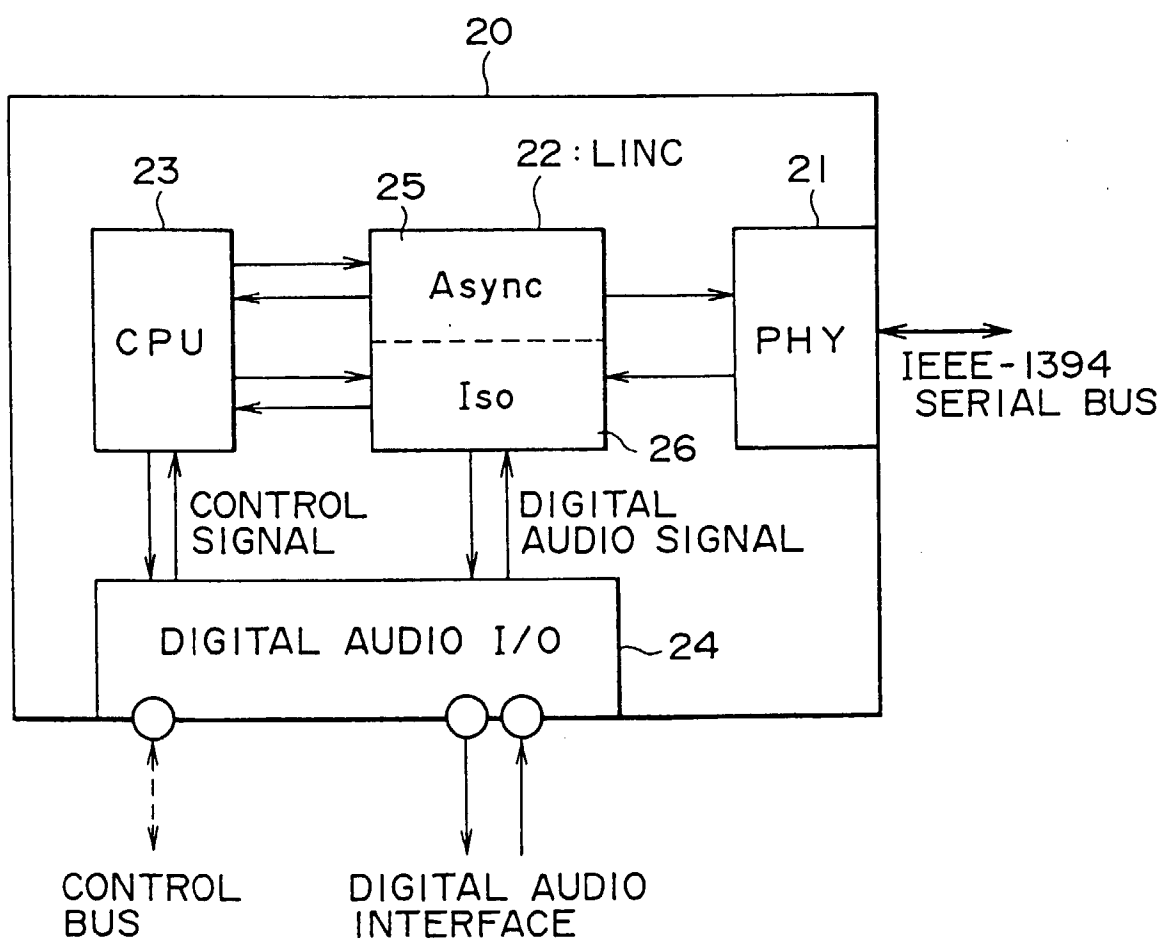 20
22 : LINC
23
25
21
Async
CPU
PHY
Iso
IEEE-1394
SERIAL BUS
26
CONTROL
SIGNAL
DIGITAL
AUDIO SIGNAL
DIGITAL AUDIO I/O
24
CONTROL
BUS
DIGITAL AUDIO
INTERFACE